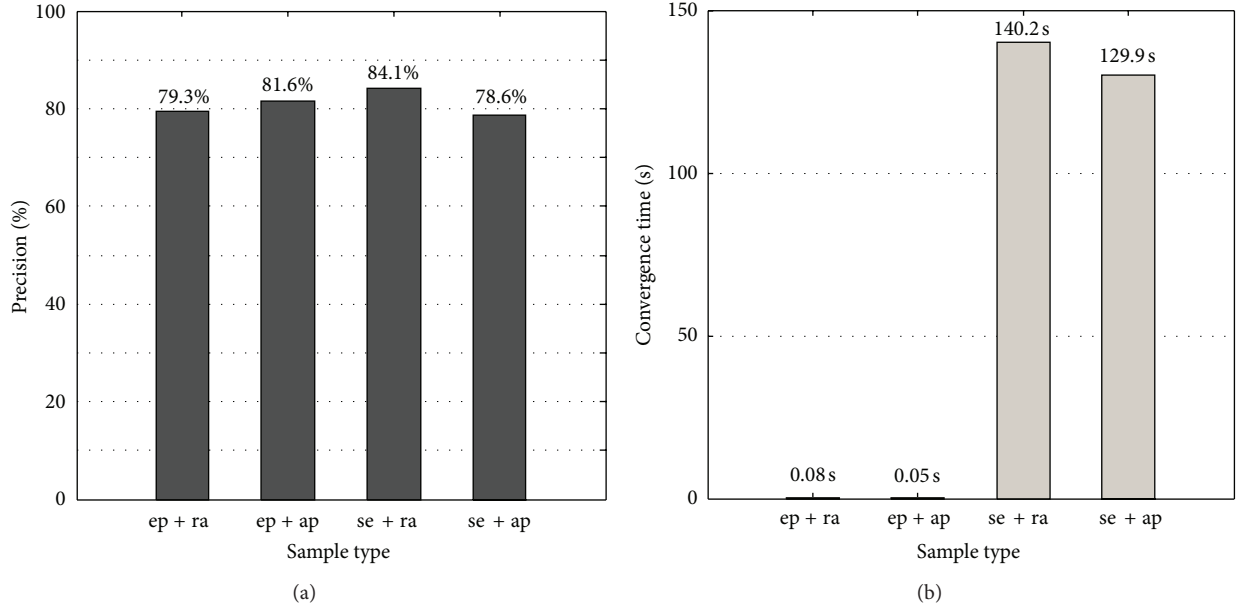 100
80
60
40
20
0
Precision (%)
79.3%
81.6%
84.1%
78.6%
ep + ra
ep + ap
se + ra
se + ap
Sample type
(a)
150
100
50
0
Convergence time (s)
0.08 s
0.05 s
140.2 s
129.9 s
ep + ra
ep + ap
se + ra
se + ap
Sample type
(b)